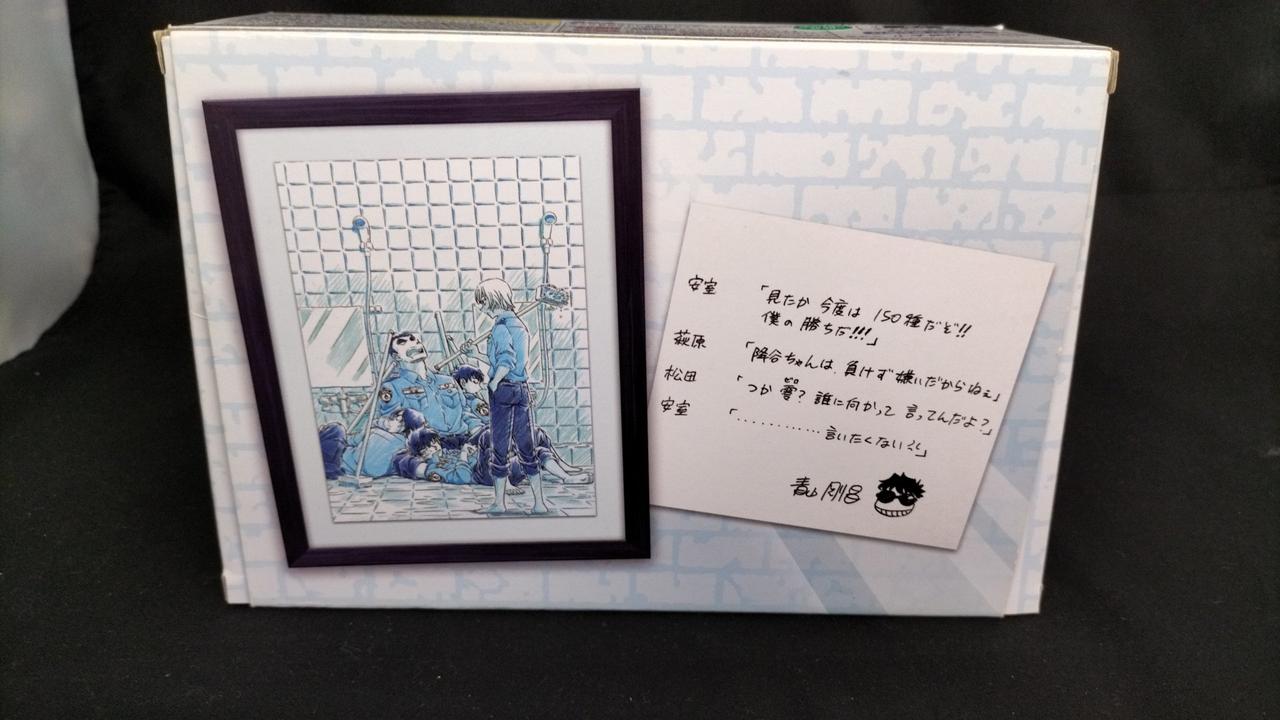 安室 「見たか 今度は 150種だぞ!!
僕の 勝ちだ!!!」
萩原 「降谷ちゃんは、負けず嫌いだからねぇ」
松田 「つか 零? 誰に向かって 言ってんだよ?」
安室 「………… 言いたくない…」
青山剛昌